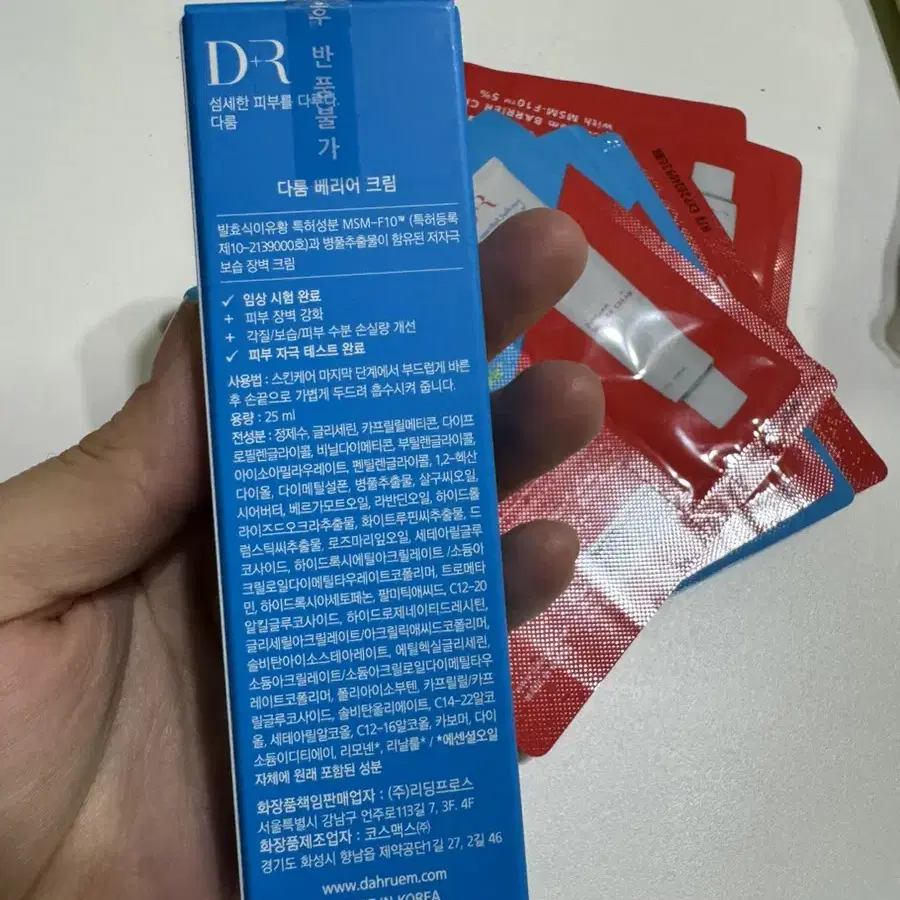 후 반품불가
D+R
섬세한 피부를 다루다.
다룸
다룸 베리어 크림
발효식이유황 특허성분 MSM-F10™ (특허등록
제10-2139000호)과 병풀추출물이 함유된 저자극
보습 장벽 크림
✓ 임상 시험 완료
+ 피부 장벽 강화
+ 각질/보습/피부 수분 손실량 개선
✓ 피부 자극 테스트 완료
사용법 : 스킨케어 마지막 단계에서 부드럽게 바른
후 손끝으로 가볍게 두드려 흡수시켜 줍니다.
용량 : 25 ml
전성분 : 정제수, 글리세린, 카프릴릴메티콘, 다이프
로필렌글라이콜, 비닐다이메티콘, 부틸렌글라이콜,
아이소아밀라우레이트, 펜틸렌글라이콜, 1,2-헥산
다이올, 다이메틸설폰, 병풀추출물, 살구씨오일,
시어버터, 베르가모트오일, 라반딘오일, 하이드롤
라이즈드오크라추출물, 화이트루핀씨추출물, 드
럼스틱씨추출물, 로즈마리잎오일, 세테아릴글루
코사이드, 하이드록시에틸아크릴레이트 /소듐아
크릴로일다이메틸타우레이트코폴리머, 트로메타
민, 하이드록시아세토페논, 팔미틱애씨드, C12-20
알킬글루코사이드, 하이드로제네이티드레시틴,
글리세릴아크릴레이트/아크릴릭애씨드코폴리머,
솔비탄아이소스테아레이트, 에틸헥실글리세린,
소듐아크릴레이트/소듐아크릴로일다이메틸타우
레이트코폴리머, 폴리아이소부텐, 카프릴릴/카프
릴글루코사이드, 솔비탄올리에이트, C14-22알코
올, 세테아릴알코올, C12-16알코올, 카보머, 다이
소듐이디티에이, 리모넨*, 리날룰* / *에센셜오일
자체에 원래 포함된 성분
화장품책임판매업자 : (주)리딩프로스
서울특별시 강남구 언주로113길 7, 3F. 4F
화장품제조업자 : 코스맥스㈜
경기도 화성시 향남읍 제약공단1길 27, 2길 46
www.dahruem.com
IN KOREA
BARRIER
with MSM-F10™ 5%